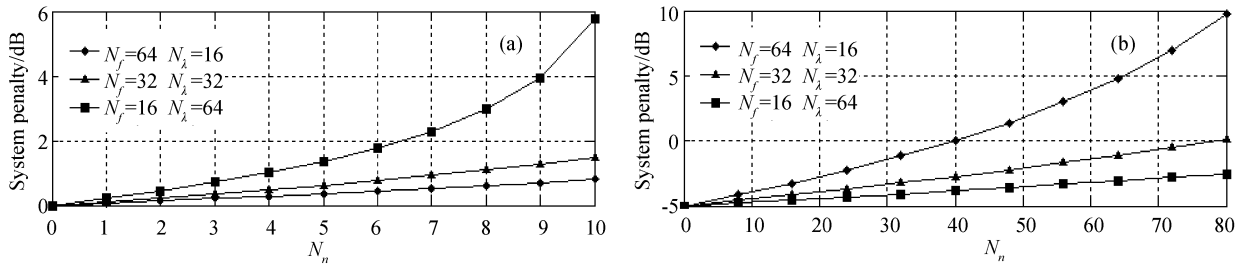 6
4
2
0
System penalty/dB
(a)
N_f=64 N_λ=16
N_f=32 N_λ=32
N_f=16 N_λ=64
0 1 2 3 4 5 6 7 8 9 10
N_n
10
5
0
-5
System penalty/dB
(b)
N_f=64 N_λ=16
N_f=32 N_λ=32
N_f=16 N_λ=64
0 10 20 30 40 50 60 70 80
N_n